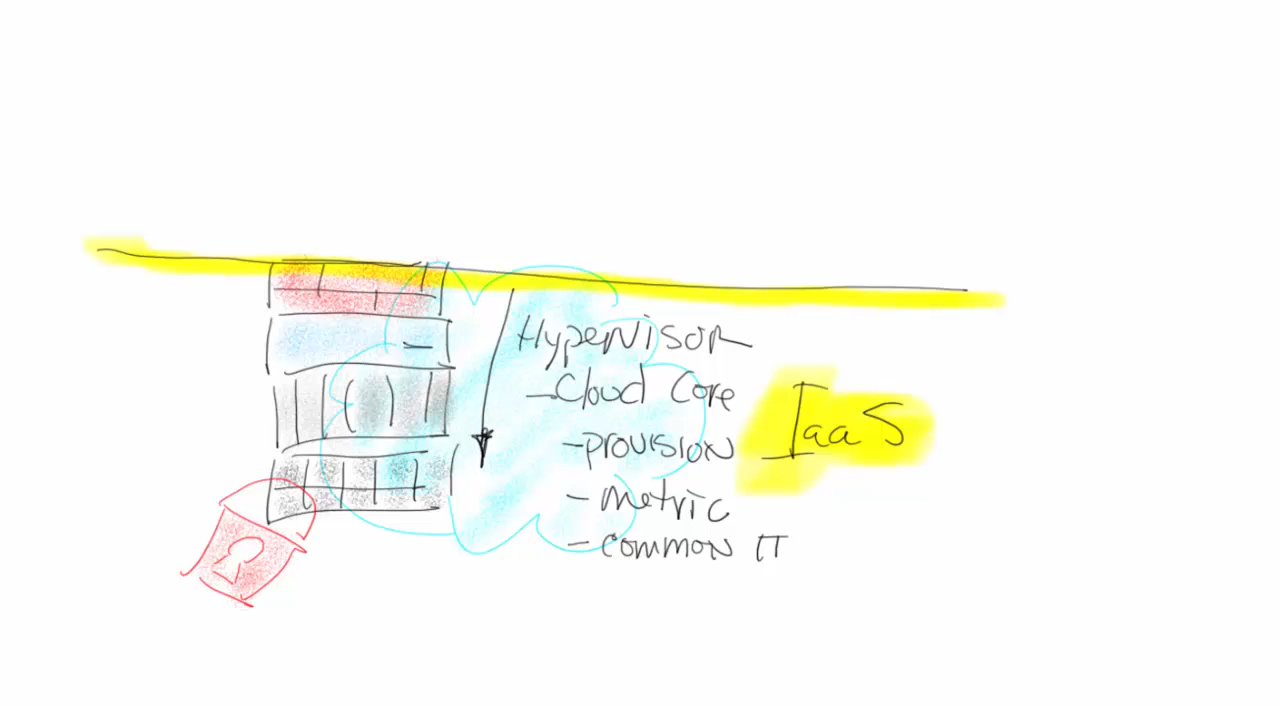 Hypervisor
- Cloud Core
- provision
- metric
- common IT
IaaS